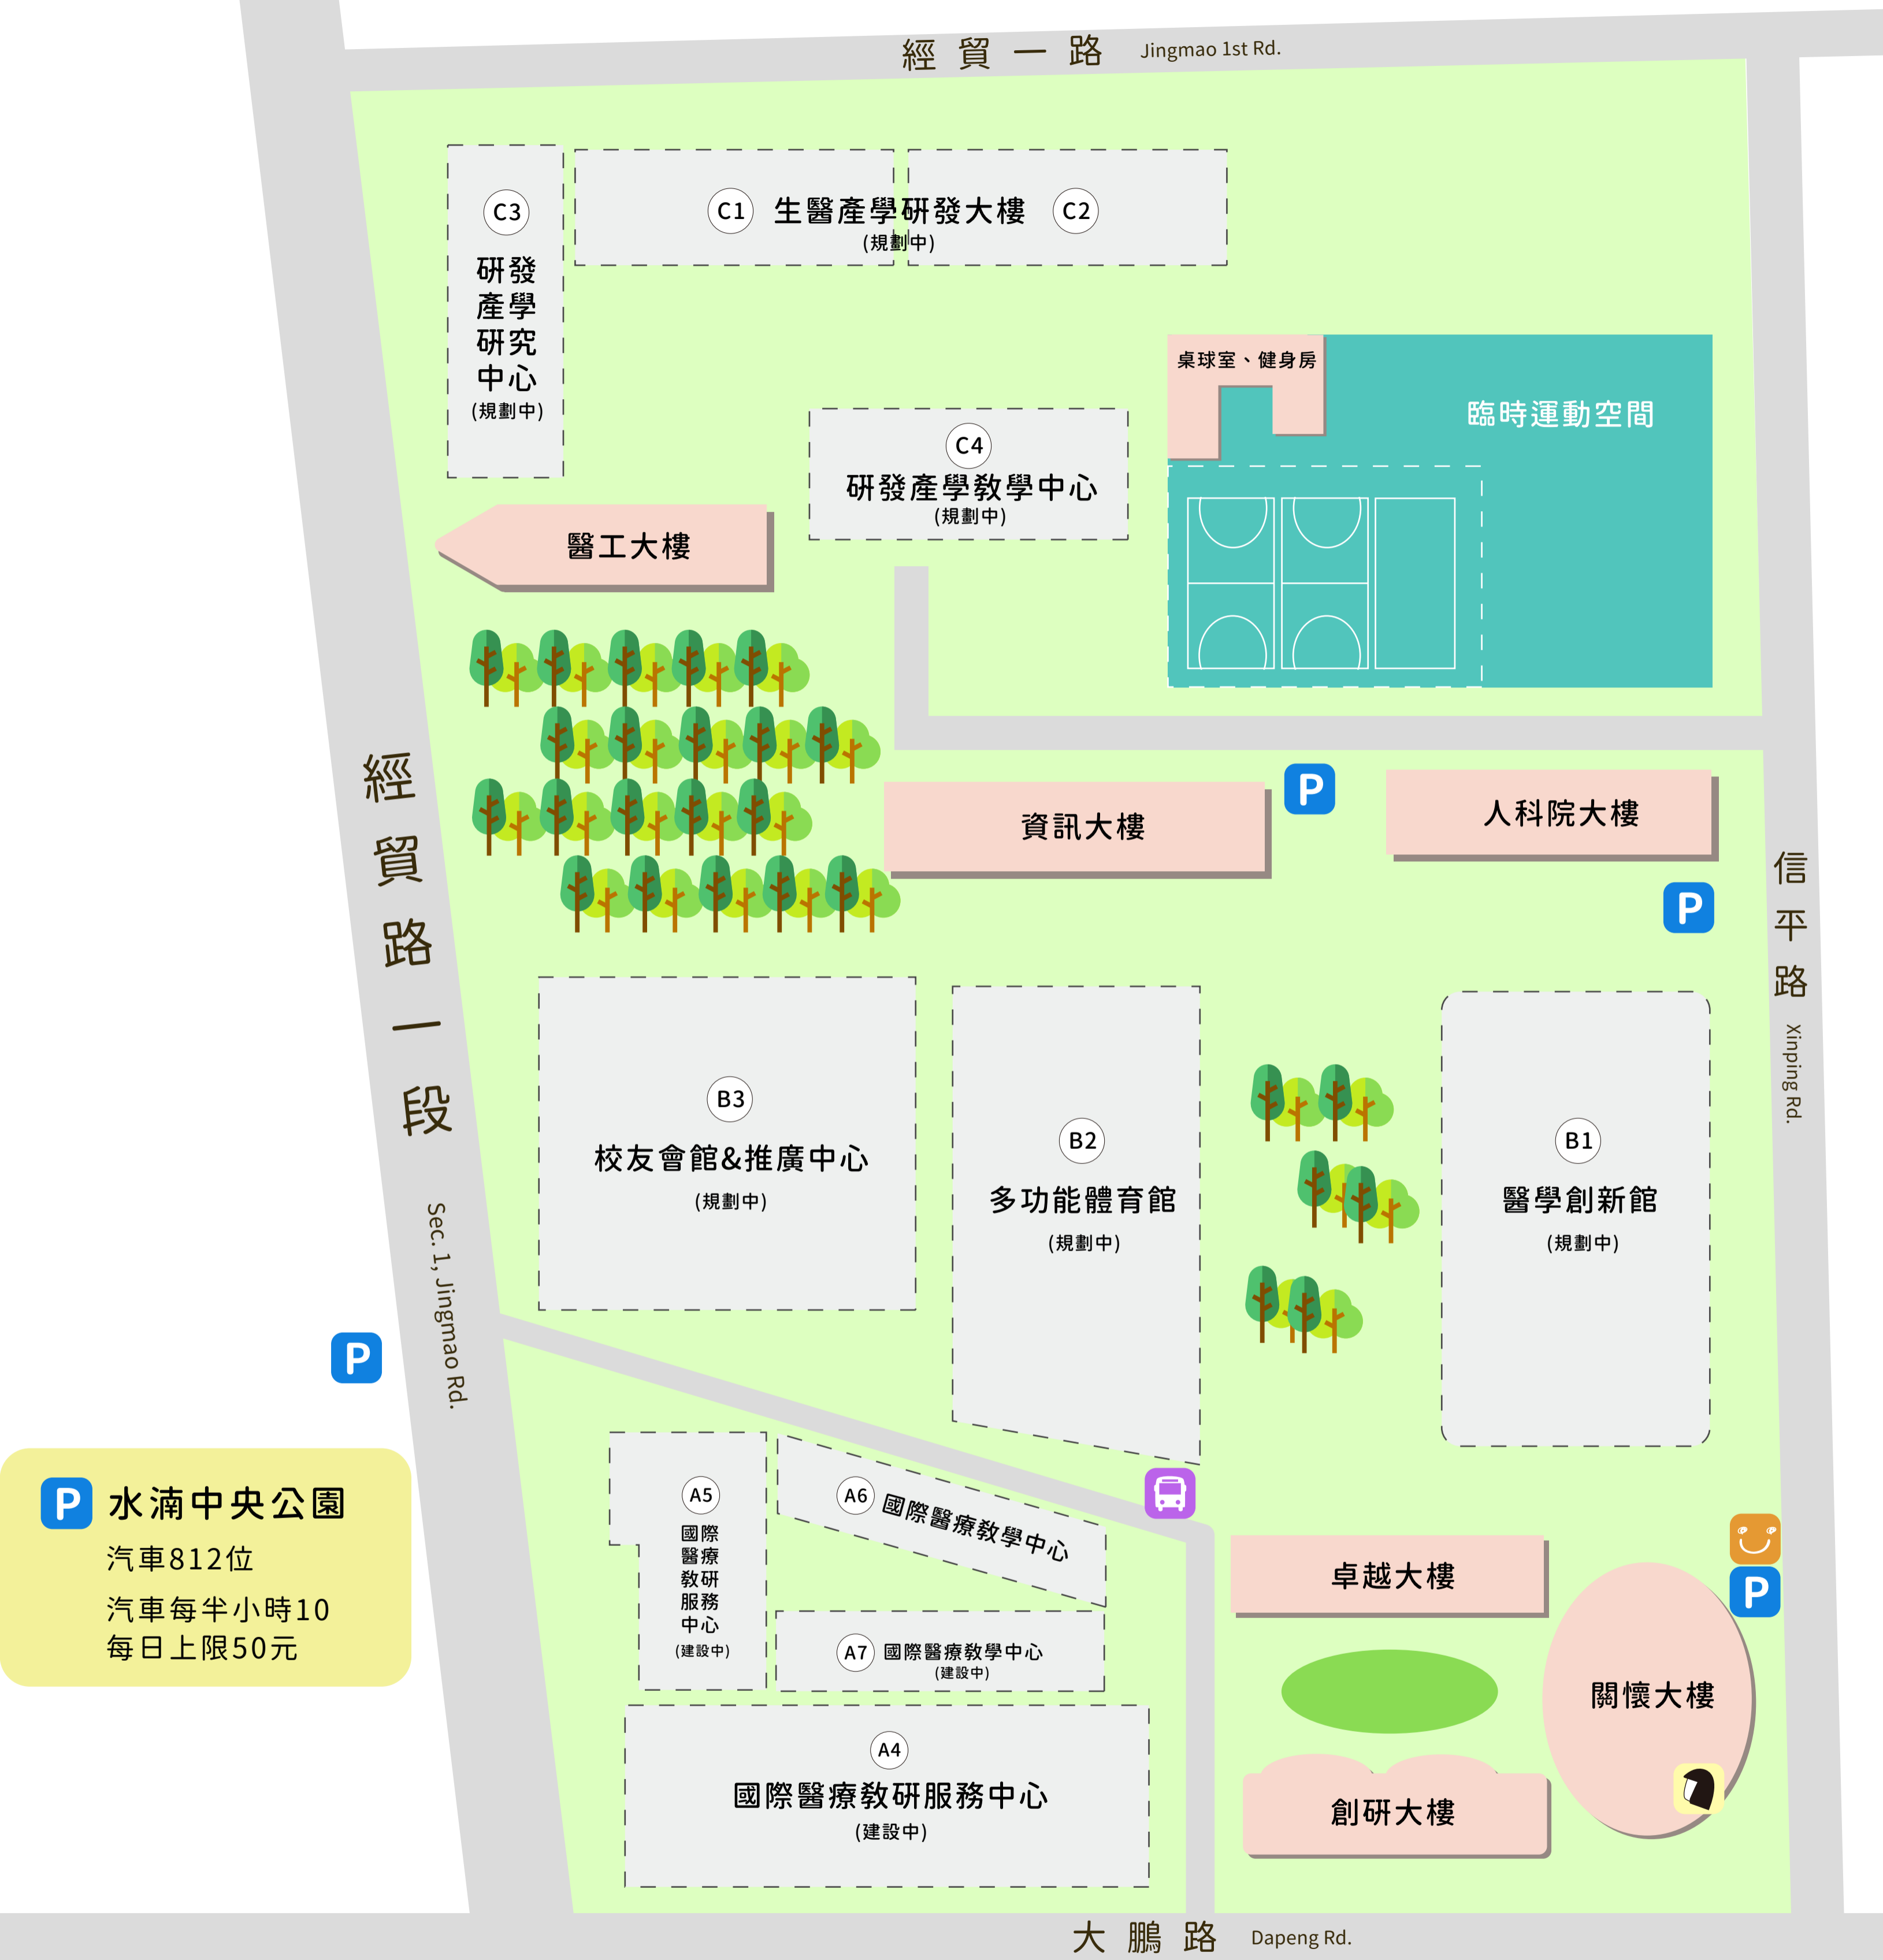 經貿一路 Jingmao 1st Rd.
C3
研發
產學
研究
中心
(規劃中)
C1 生醫產學研發大樓 C2
(規劃中)
桌球室、健身房
臨時運動空間
C4
研發產學教學中心
(規劃中)
醫工大樓
經貿路一段
Sec. 1, Jingmao Rd.
資訊大樓
P
人科院大樓
P
信平路
Xinping Rd.
B3
校友會館&推廣中心
(規劃中)
B2
多功能體育館
(規劃中)
B1
醫學創新館
(規劃中)
P
P 水湳中央公園
汽車812位
汽車每半小時10
每日上限50元
A5
國際
醫療
教研
服務
中心
(建設中)
A6 國際醫療教學中心
A7 國際醫療教學中心
(建設中)
A4
國際醫療教研服務中心
(建設中)
卓越大樓
P
關懷大樓
創研大樓
大鵬路 Dapeng Rd.